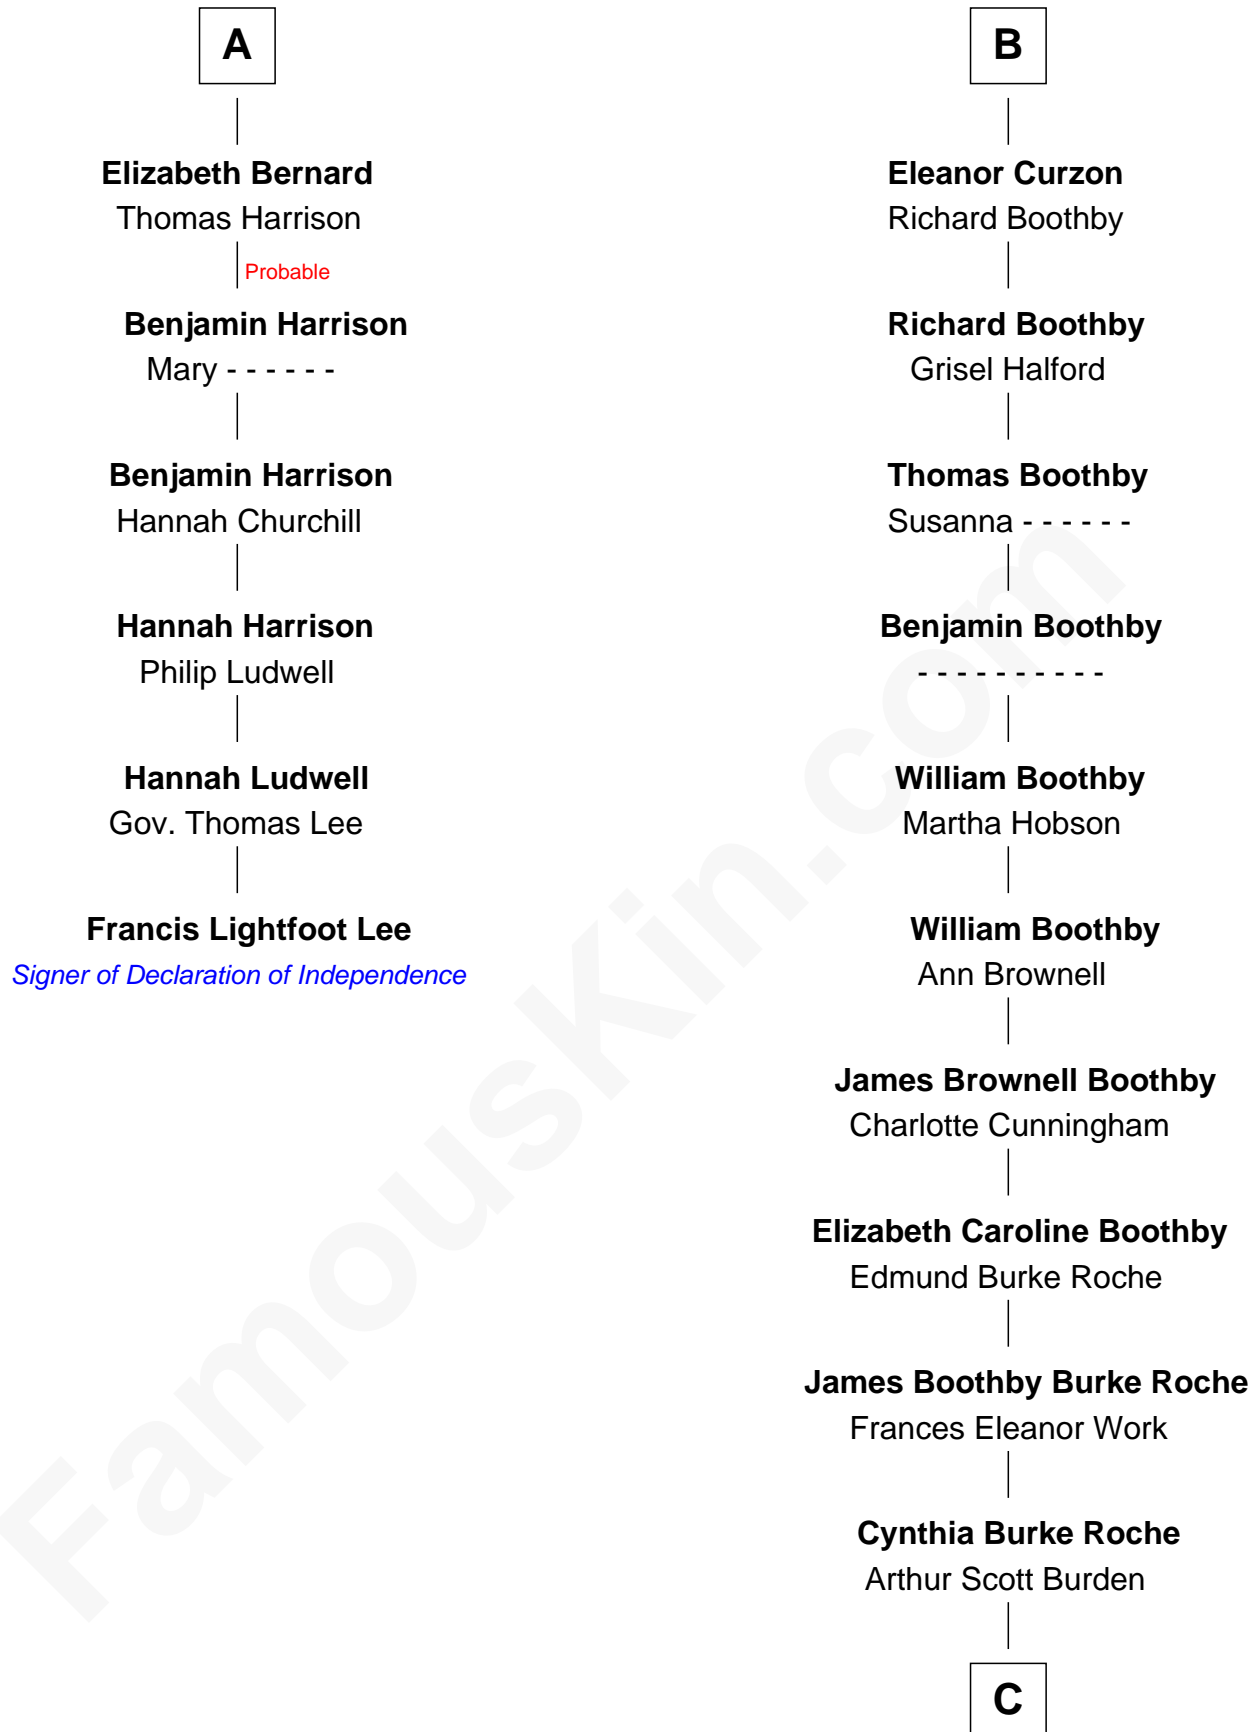 A
Elizabeth Bernard
Thomas Harrison
Probable
Benjamin Harrison
Mary - - - - - -
Benjamin Harrison
Hannah Churchill
Hannah Harrison
Philip Ludwell
Hannah Ludwell
Gov. Thomas Lee
Francis Lightfoot Lee
Signer of Declaration of Independence
B
Eleanor Curzon
Richard Boothby
Richard Boothby
Grisel Halford
Thomas Boothby
Susanna - - - - - -
Benjamin Boothby
- - - - - - - - - -
William Boothby
Martha Hobson
William Boothby
Ann Brownell
James Brownell Boothby
Charlotte Cunningham
Elizabeth Caroline Boothby
Edmund Burke Roche
James Boothby Burke Roche
Frances Eleanor Work
Cynthia Burke Roche
Arthur Scott Burden
C
FamousKin.com